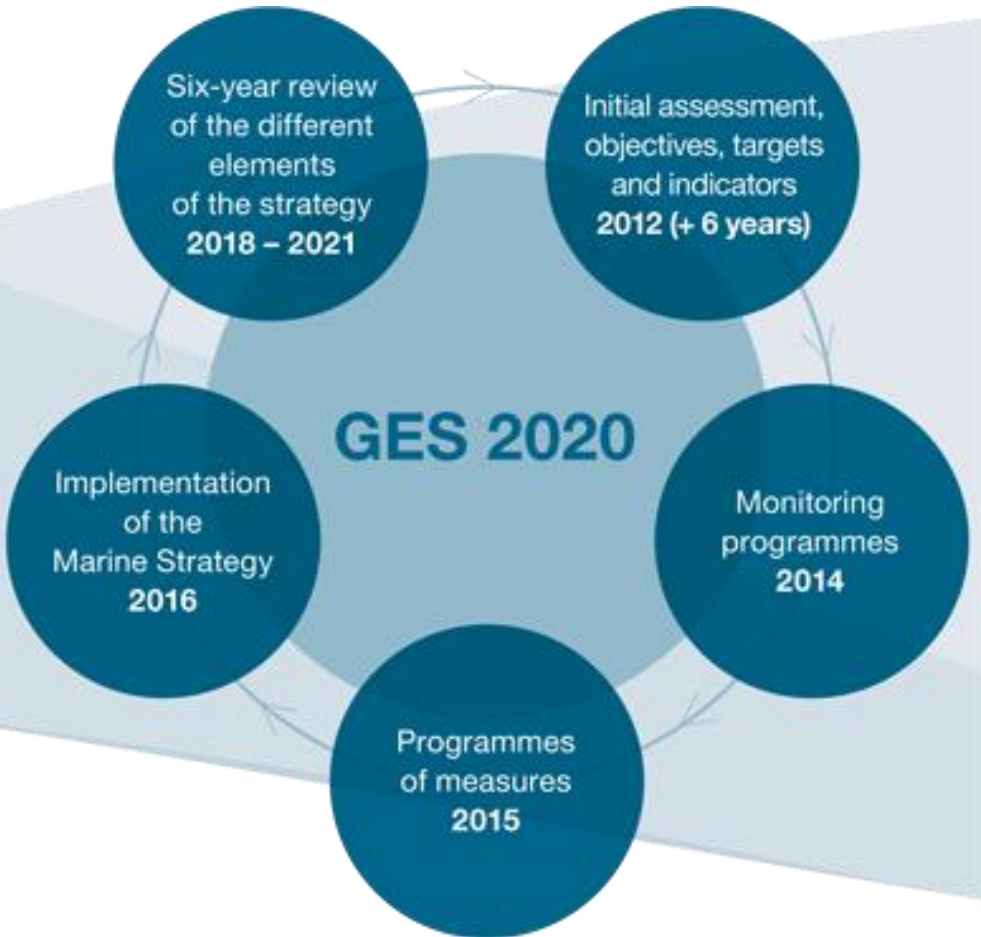 Six-year review
of the different
elements
of the strategy
2018 – 2021
Initial assessment,
objectives, targets
and indicators
2012 (+ 6 years)
GES 2020
Implementation
of the
Marine Strategy
2016
Monitoring
programmes
2014
Programmes
of measures
2015